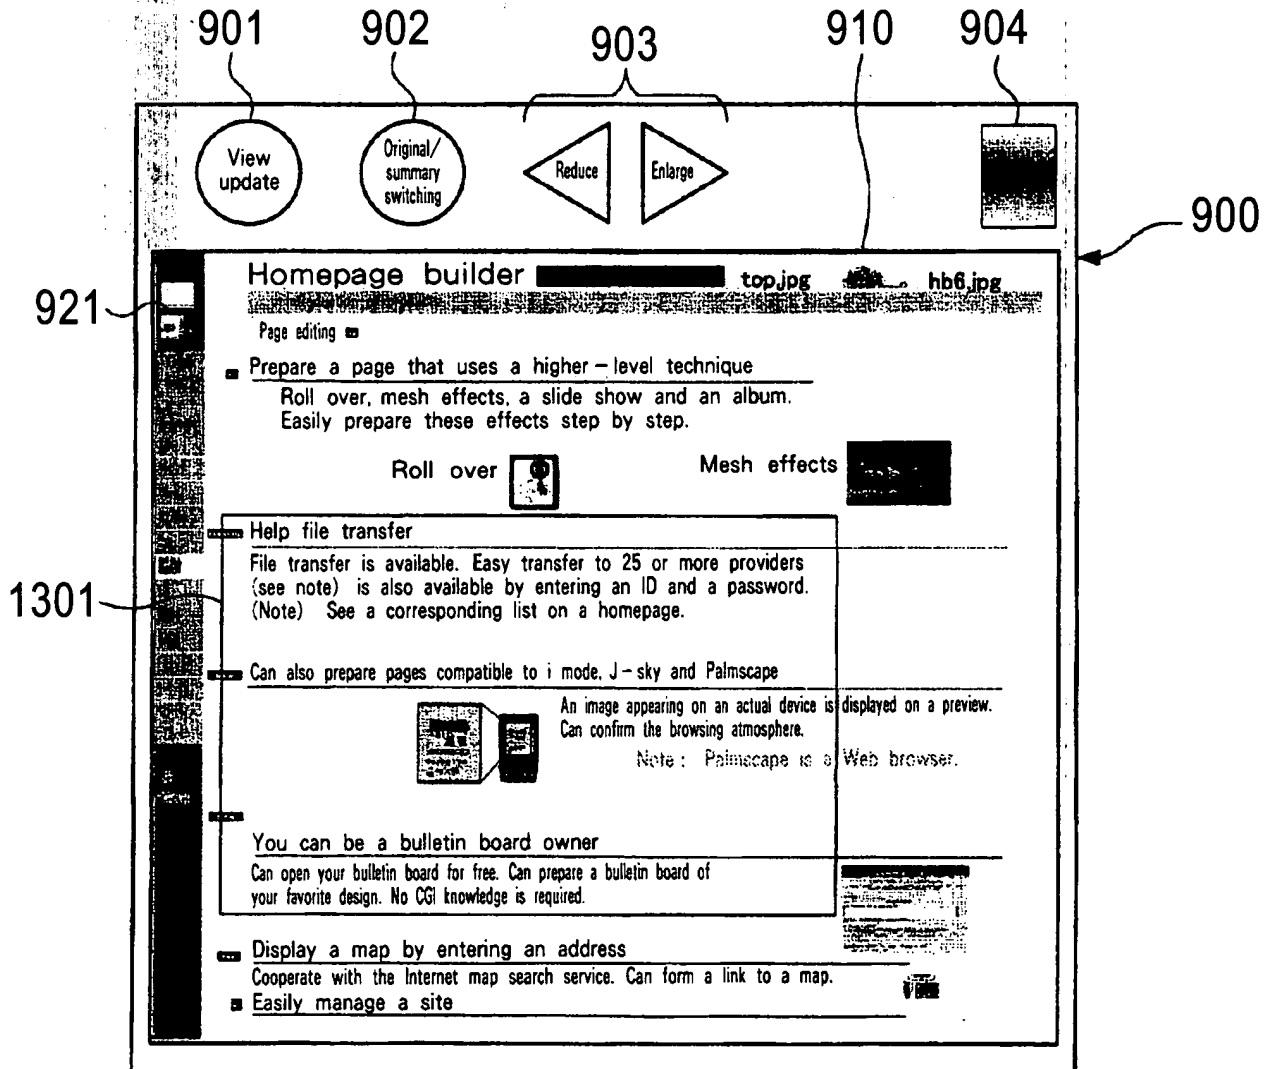 901
902
903
910
904
View
update
Original/
summary
switching
Reduce
Enlarge
900
Homepage builder
top.jpg
hb6.jpg
921
Page editing
Prepare a page that uses a higher-level technique
Roll over, mesh effects, a slide show and an album.
Easily prepare these effects step by step.
Roll over
Mesh effects
Help file transfer
File transfer is available. Easy transfer to 25 or more providers
(see note) is also available by entering an ID and a password.
(Note) See a corresponding list on a homepage.
1301
Can also prepare pages compatible to i mode, J-sky and Palmscape
An image appearing on an actual device is displayed on a preview.
Can confirm the browsing atmosphere.
Note : Palmscape is a Web browser.
You can be a bulletin board owner
Can open your bulletin board for free. Can prepare a bulletin board of
your favorite design. No CGI knowledge is required.
Display a map by entering an address
Cooperate with the Internet map search service. Can form a link to a map.
Easily manage a site